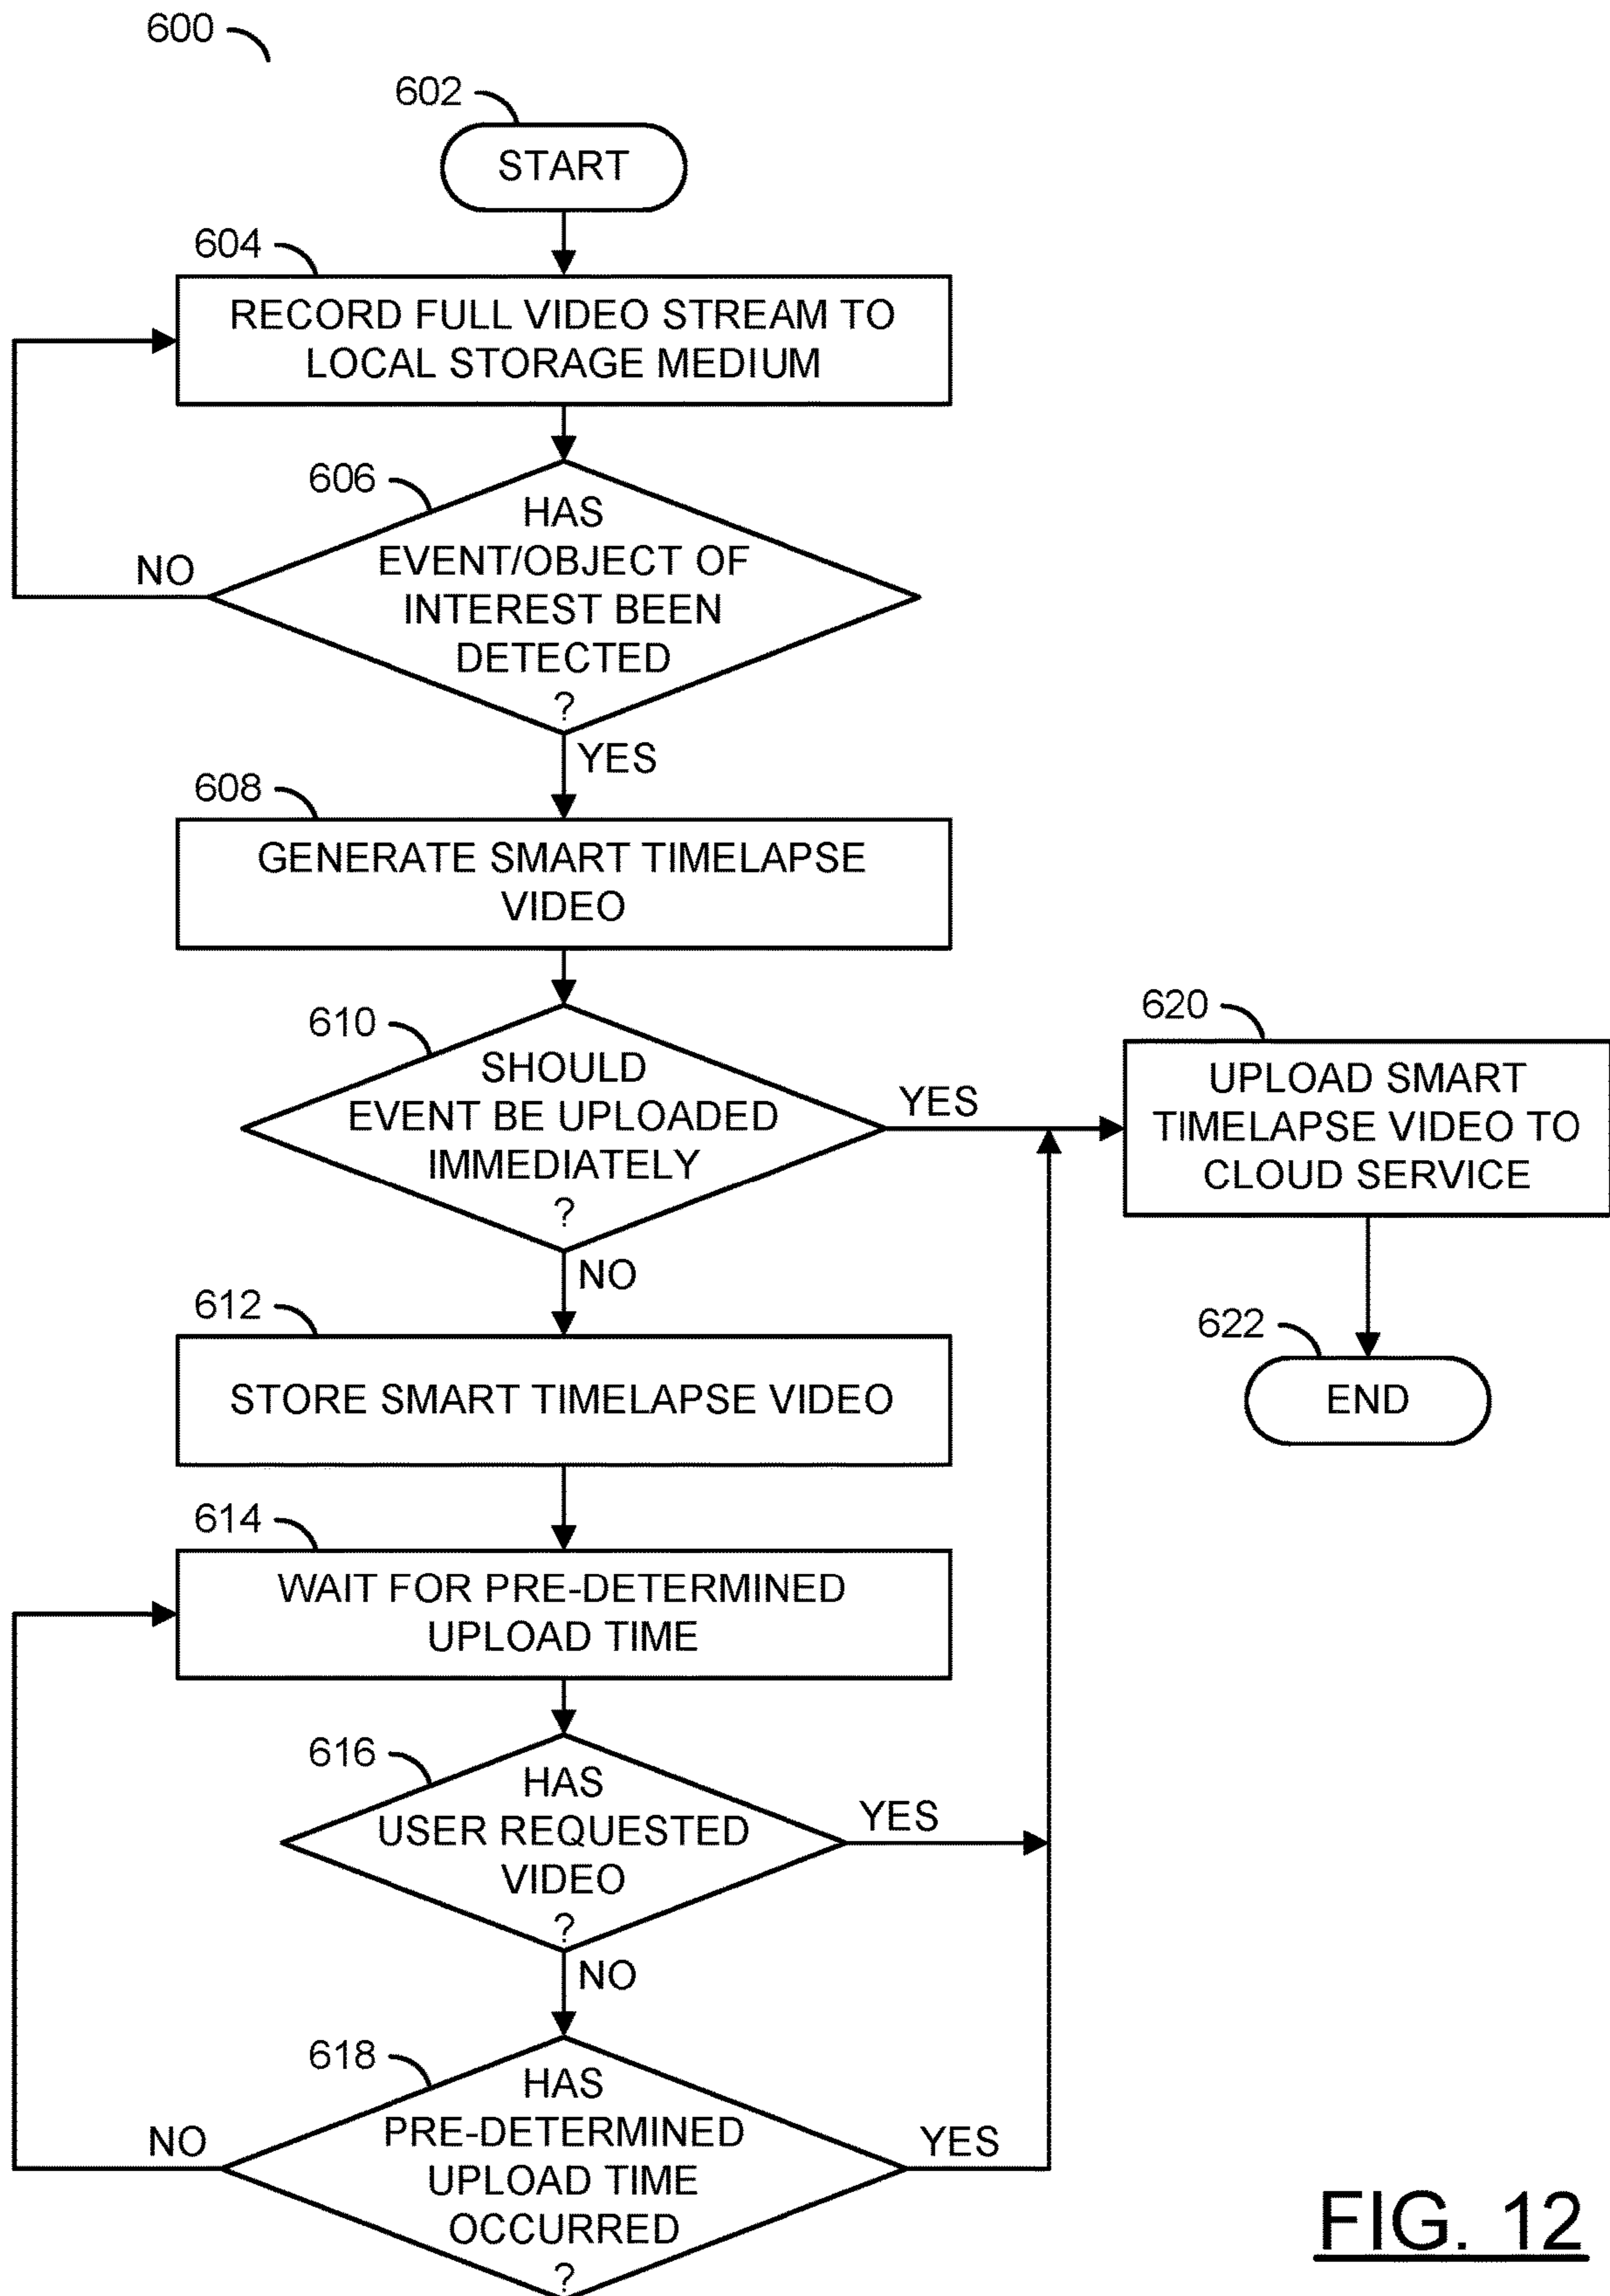 600
602
START
604
RECORD FULL VIDEO STREAM TO
LOCAL STORAGE MEDIUM
606
HAS
EVENT/OBJECT OF
INTEREST BEEN
DETECTED
?
NO
YES
608
GENERATE SMART TIMELAPSE
VIDEO
610
SHOULD
EVENT BE UPLOADED
IMMEDIATELY
?
YES
NO
620
UPLOAD SMART
TIMELAPSE VIDEO TO
CLOUD SERVICE
622
END
612
STORE SMART TIMELAPSE VIDEO
614
WAIT FOR PRE-DETERMINED
UPLOAD TIME
616
HAS
USER REQUESTED
VIDEO
?
YES
NO
618
HAS
PRE-DETERMINED
UPLOAD TIME
OCCURRED
?
NO
YES
FIG. 12